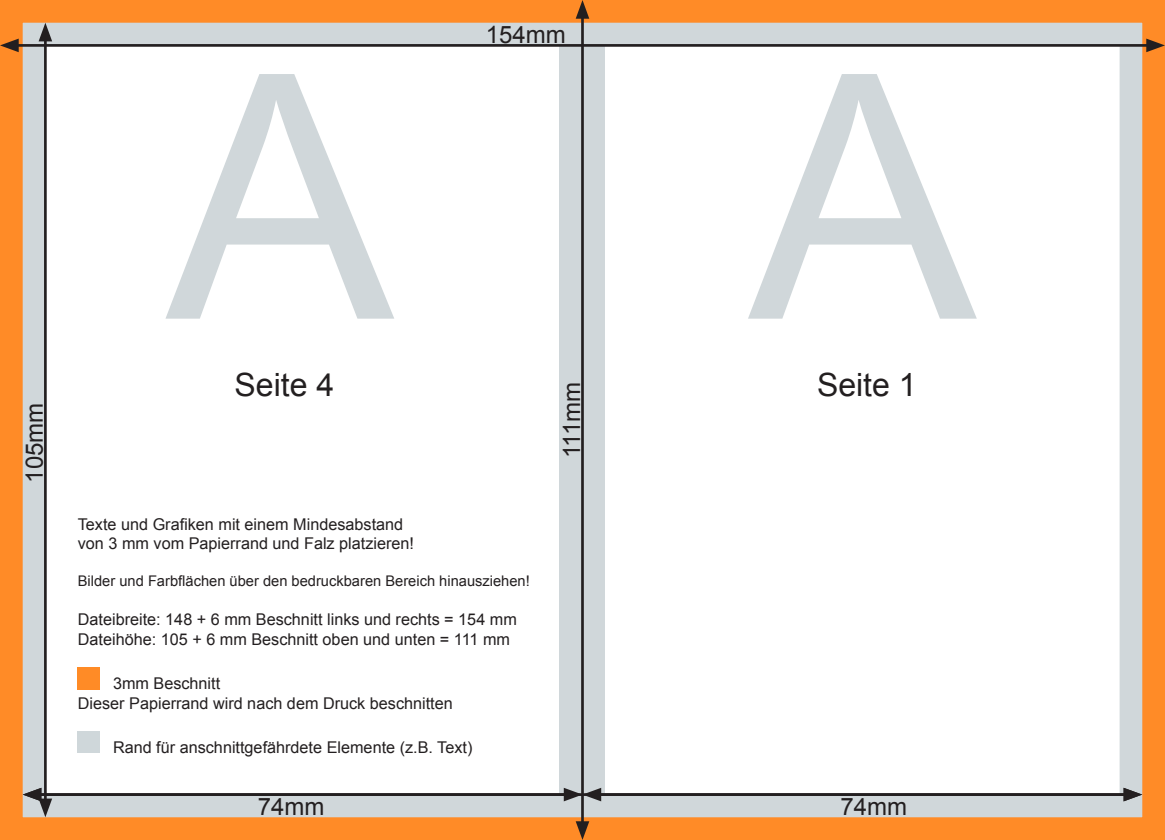 154mm
A
A
Seite 4
Seite 1
105mm
111mm
Texte und Grafiken mit einem Mindesabstand
von 3 mm vom Papierrand und Falz platzieren!
Bilder und Farbflächen über den bedruckbaren Bereich hinausziehen!
Dateibreite: 148 + 6 mm Beschnitt links und rechts = 154 mm
Dateihöhe: 105 + 6 mm Beschnitt oben und unten = 111 mm
3mm Beschnitt
Dieser Papierrand wird nach dem Druck beschnitten
Rand für anschnittgefährdete Elemente (z.B. Text)
74mm
74mm